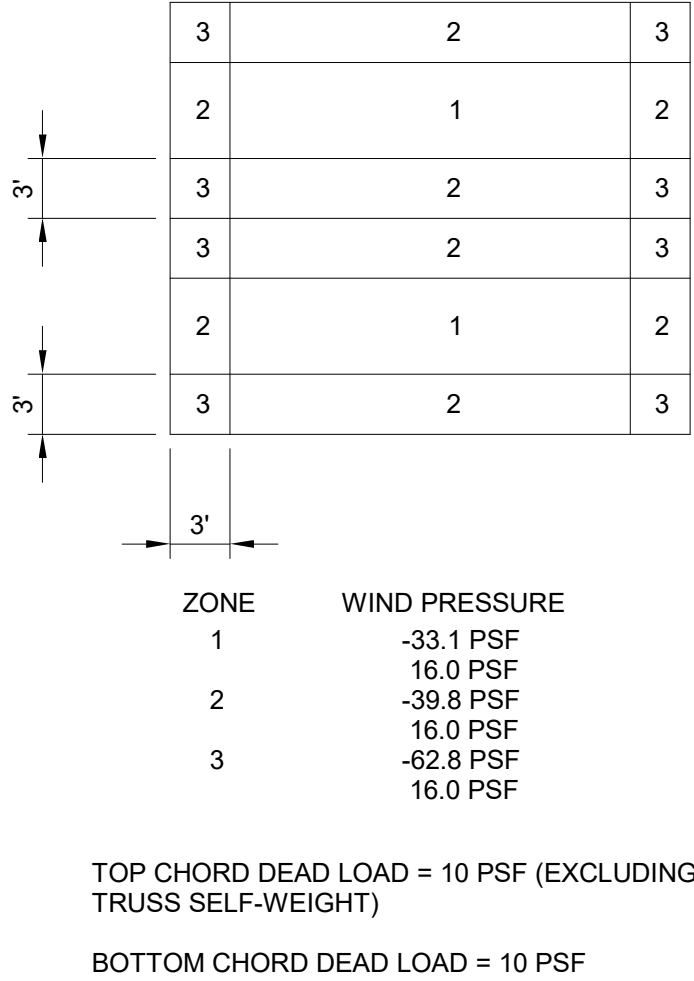 3 2 3
2 1 2
3'
3 2 3
3 2 3
2 1 2
3'
3 2 3
3'
ZONE WIND PRESSURE
1 -33.1 PSF
16.0 PSF
2 -39.8 PSF
16.0 PSF
3 -62.8 PSF
16.0 PSF
TOP CHORD DEAD LOAD = 10 PSF (EXCLUDING
TRUSS SELF-WEIGHT)
BOTTOM CHORD DEAD LOAD = 10 PSF